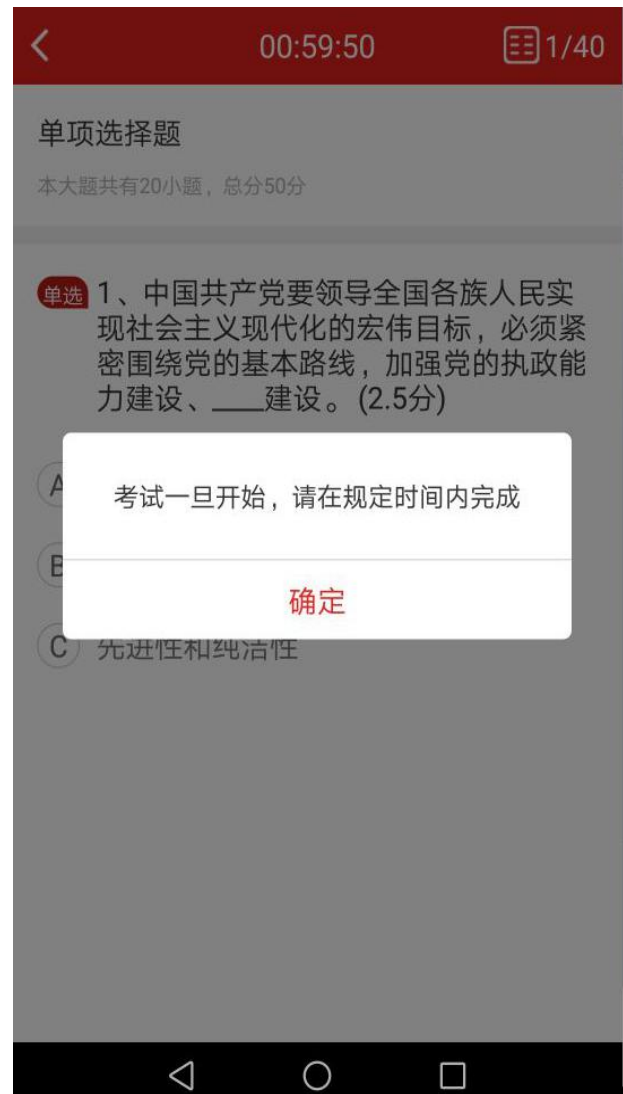 00:59:50
1/40
单项选择题
本大题共有20小题，总分50分
单选 1、中国共产党要领导全国各族人民实
现社会主义现代化的宏伟目标，必须紧
密围绕党的基本路线，加强党的执政能
力建设、____建设。(2.5分)
A
考试一旦开始，请在规定时间内完成
B
确定
C 先进性和纯洁性